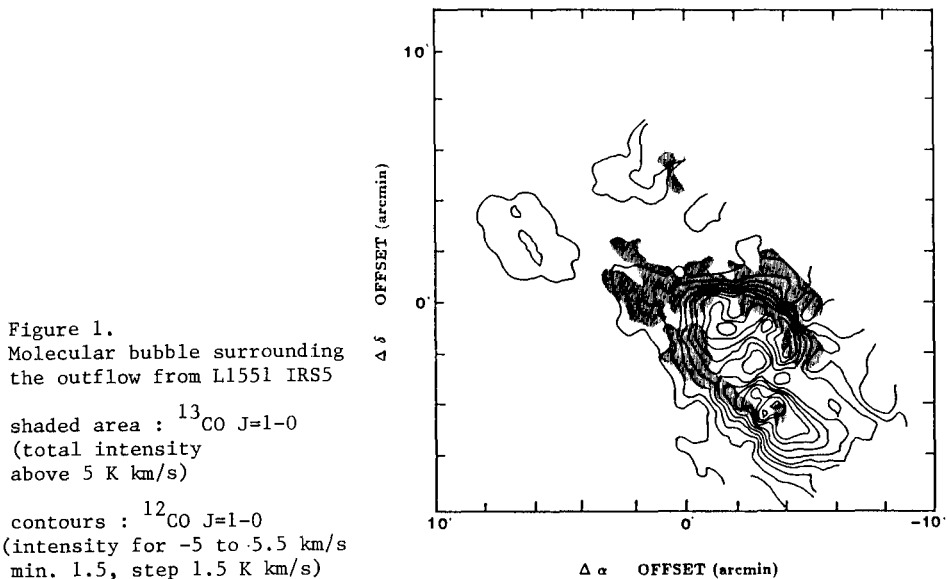 Figure 1.
Molecular bubble surrounding
the outflow from L1551 IRS5
shaded area : ¹³CO J=1-0
(total intensity
above 5 K km/s)
contours : ¹²CO J=1-0
(intensity for -5 to 5.5 km/s
min. 1.5, step 1.5 K km/s)
10'
0'
Δ δ OFFSET (arcmin)
10' 0' -10'
Δ α OFFSET (arcmin)